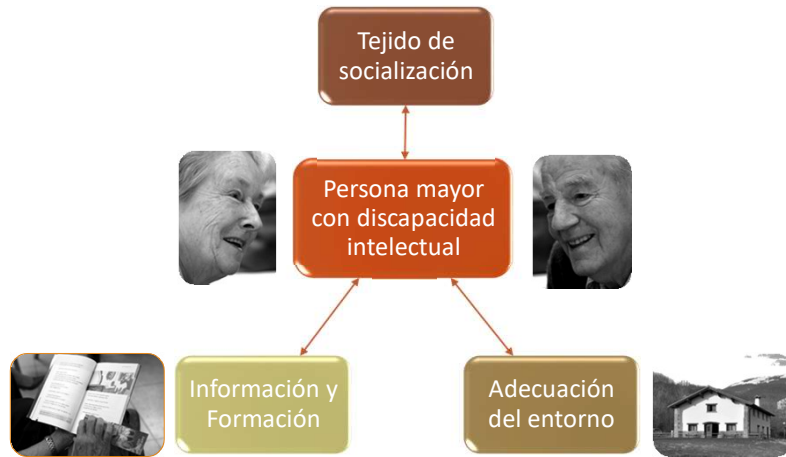 Tejido de
socialización
Persona mayor
con discapacidad
intelectual
Información y
Formación
Adecuación
del entorno